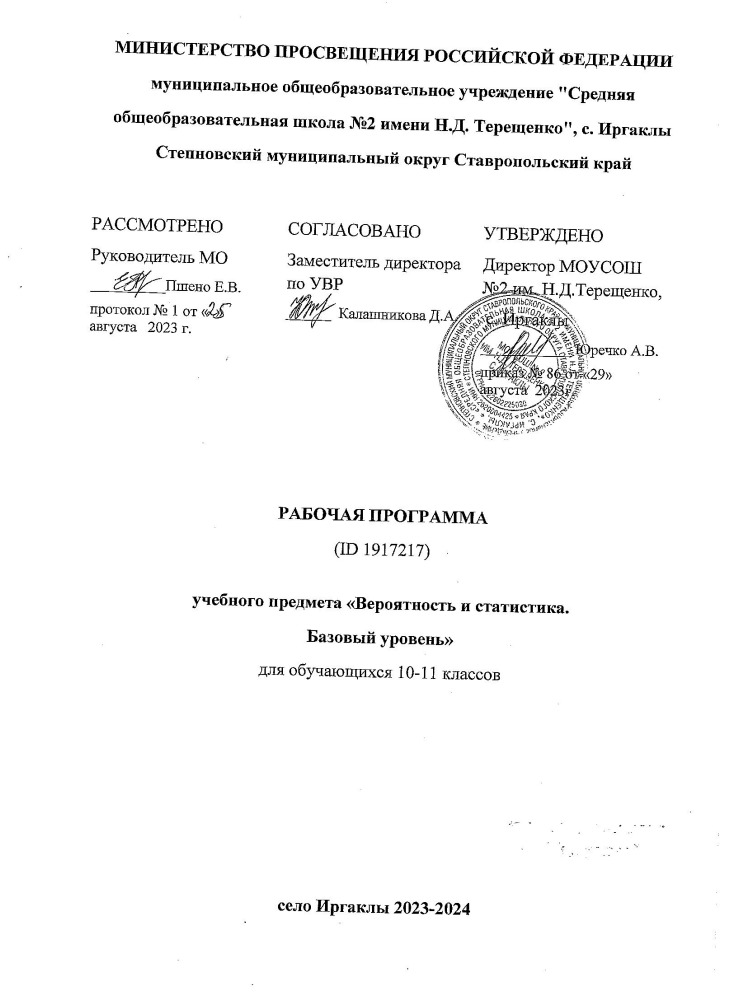 МИНИСТЕРСТВО ПРОСВЕЩЕНИЯ РОССИЙСКОЙ ФЕДЕРАЦИИ
муниципальное общеобразовательное учреждение "Средняя
общеобразовательная школа №2 имени Н.Д. Терещенко", с. Иргаклы
Степновский муниципальный округ Ставропольский край
РАССМОТРЕНО
Руководитель МО
Пшено Е.В.
протокол № 1 от «25
августа 2023 г.
СОГЛАСОВАНО
Заместитель директора
по УВР
Калашникова Д.А.
УТВЕРЖДЕНО
Директор МОУСОШ
№2 им. Н.Д.Терещенко,
с. Иргаклы
Юречко А.В.
приказ № 86 от «29»
августа 2023г.
РАБОЧАЯ ПРОГРАММА
(ID 1917217)
учебного предмета «Вероятность и статистика.
Базовый уровень»
для обучающихся 10-11 классов
село Иргаклы 2023-2024